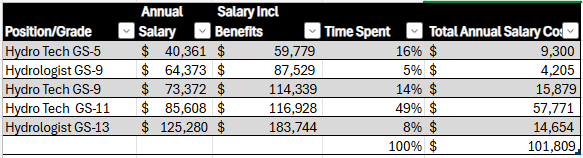 Annual Salary Incl
Position/Grade Salary Benefits Time Spent Total Annual Salary Cos
Hydro Tech GS-5 $ 40,361 $ 59,779 16% $ 9,300
Hydrologist GS-9 $ 64,373 $ 87,529 5% $ 4,205
Hydro Tech GS-9 $ 73,372 $ 114,339 14% $ 15,879
Hydro Tech GS-11 $ 85,608 $ 116,928 49% $ 57,771
Hydrologist GS-13 $ 125,280 $ 183,744 8% $ 14,654
100% $ 101,809